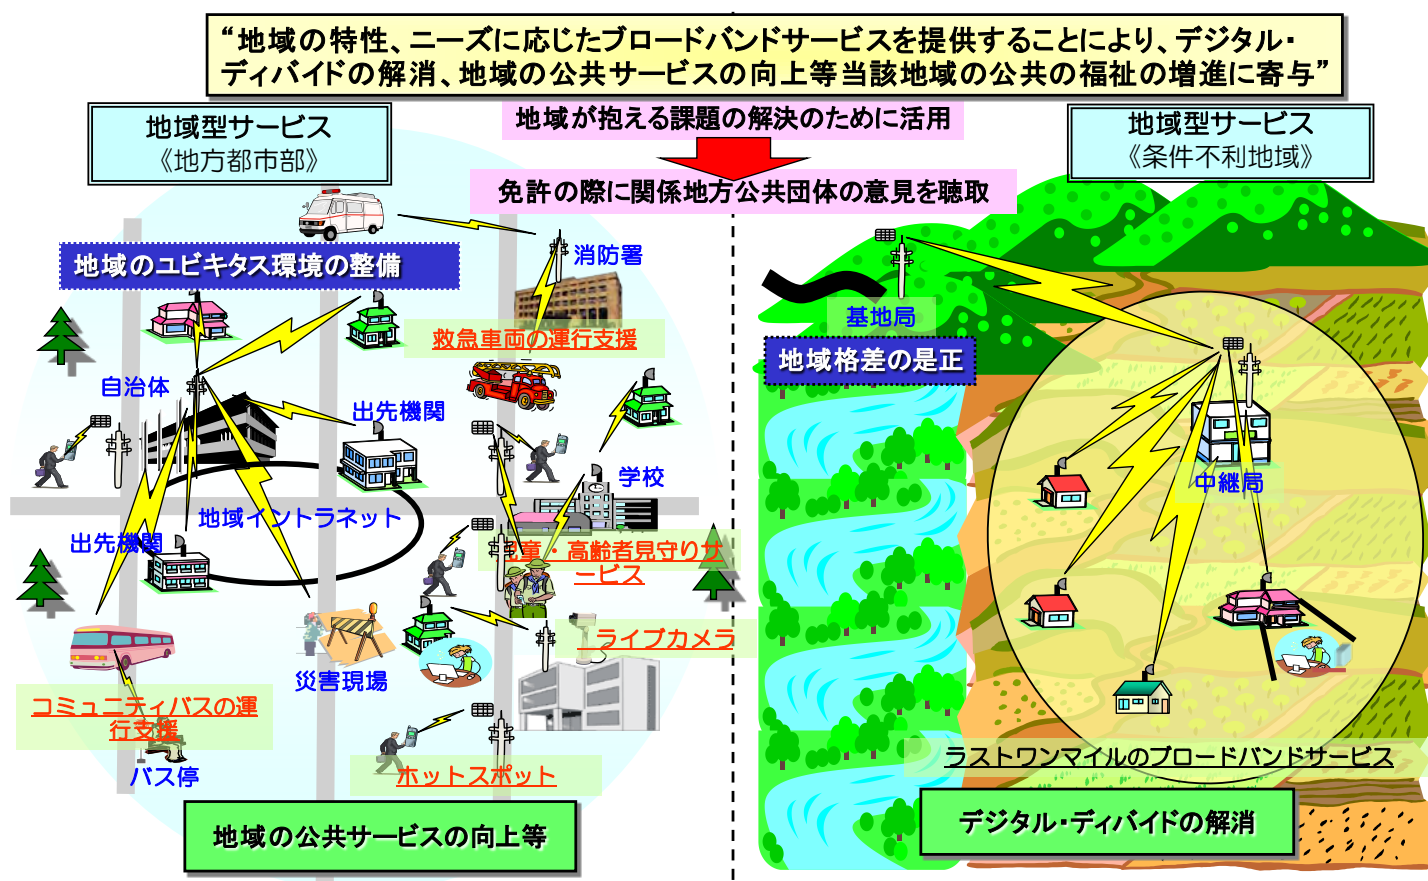 “地域の特性、ニーズに応じたブロードバンドサービスを提供することにより、デジタル・
ディバイドの解消、地域の公共サービスの向上等当該地域の公共の福祉の増進に寄与”
地域が抱える課題の解決のために活用
免許の際に関係地方公共団体の意見を聴取
地域型サービス
《地方都市部》
地域のユビキタス環境の整備
消防署
救急車両の運行支援
自治体
出先機関
学校
地域イントラネット
出先機関
童・高齢者見守りサ
ービス
ライブカメラ
災害現場
コミュニティバスの運
行支援
バス停
ホットスポット
地域の公共サービスの向上等
地域型サービス
《条件不利地域》
基地局
地域格差の是正
中継局
ラストワンマイルのブロードバンドサービス
デジタル・ディバイドの解消